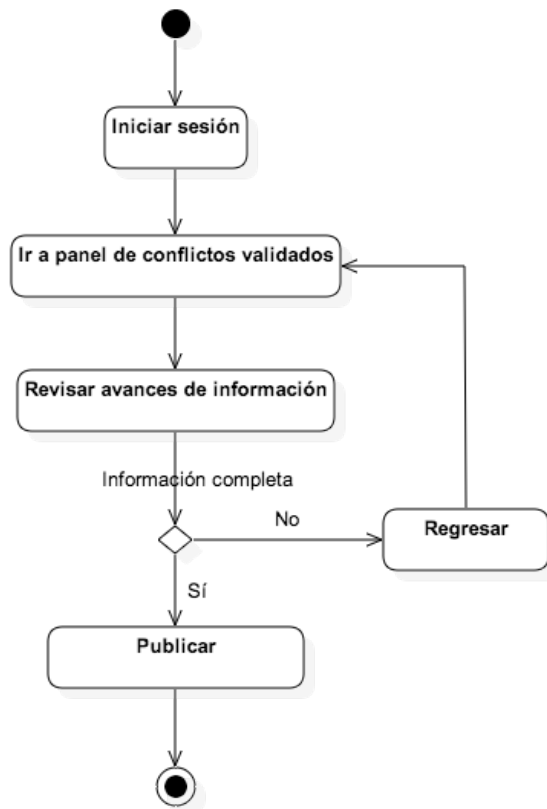 Iniciar sesión
Ir a panel de conflictos validados
Revisar avances de información
Información completa
No
Regresar
Sí
Publicar